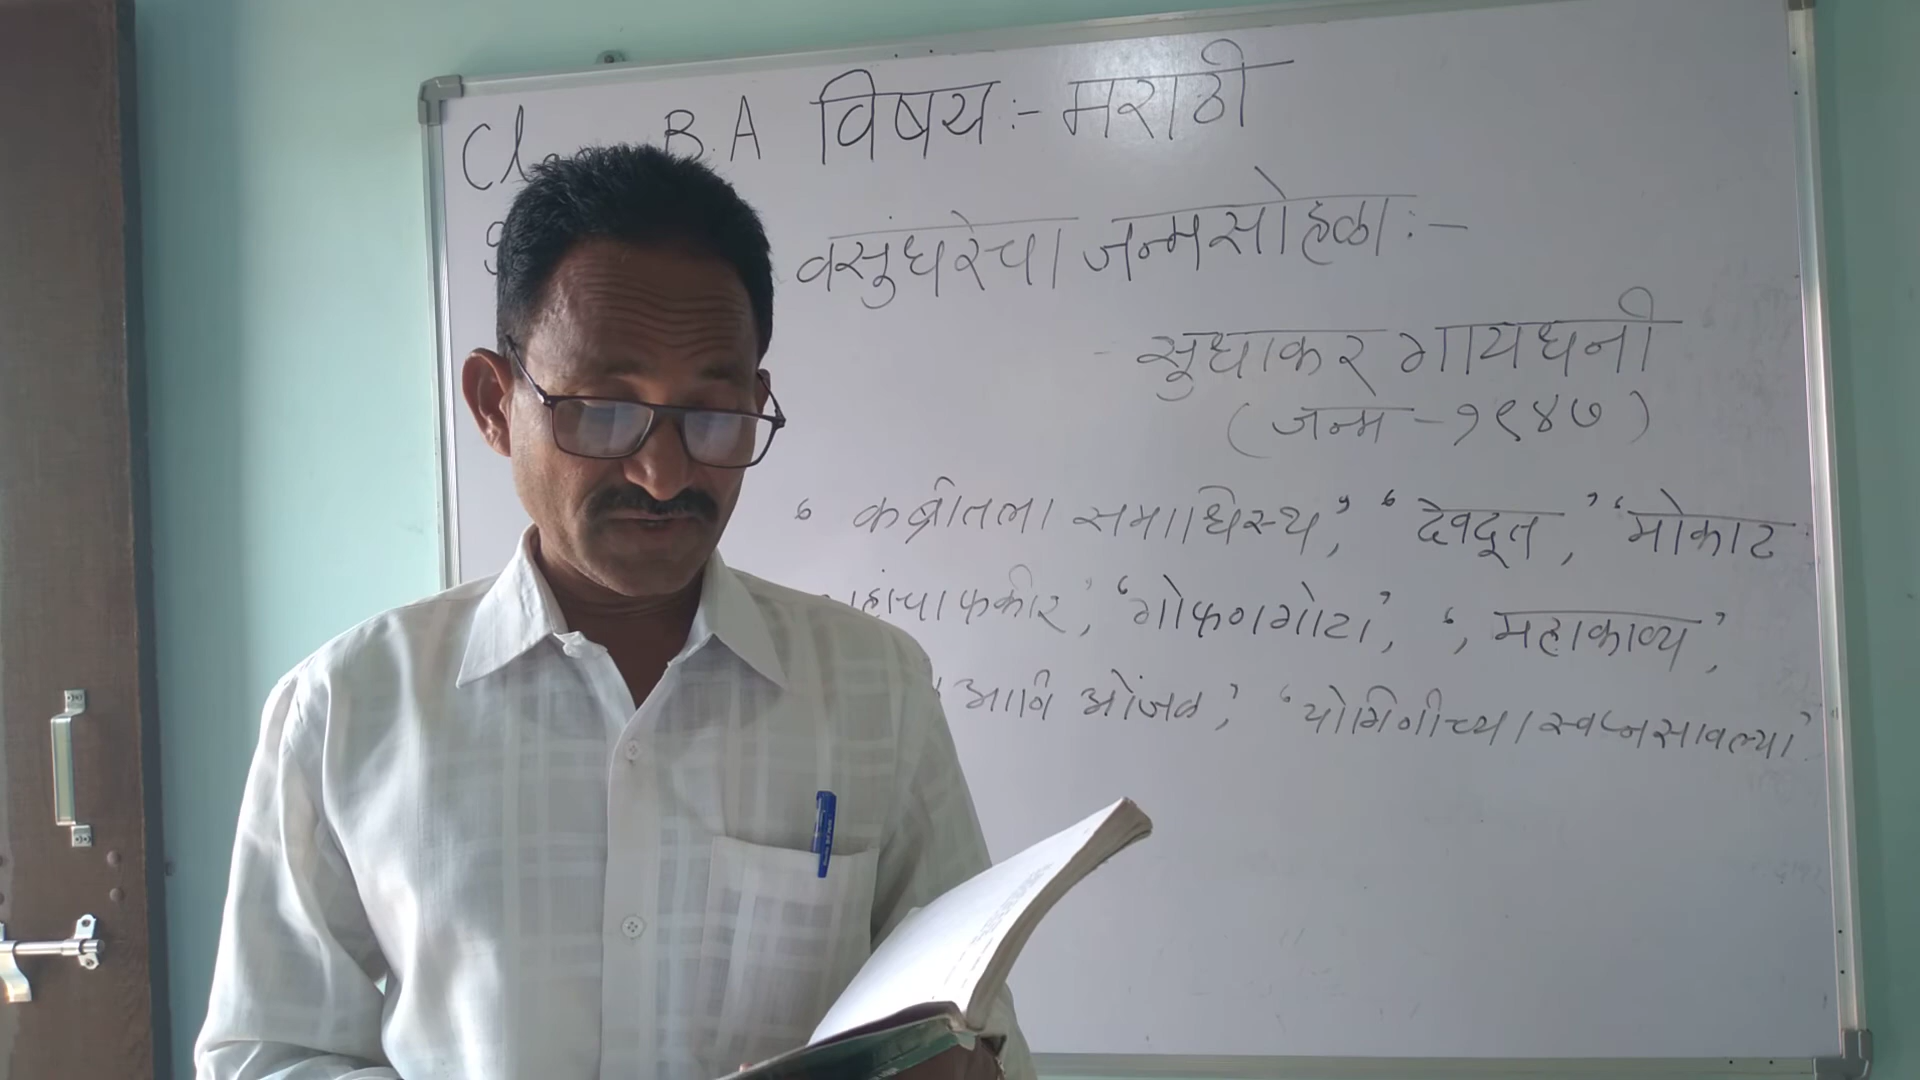 Cl B.A विषय:- मराठी
वसुंधरेचा जन्मसोहळा:-
- सुधाकर गायधनी
(जन्म - १९४७)
' कब्रीतला समाधिस्थ,' ' देवदूत, ' 'मोकाट
फकीर,' 'गोफणगोटा,' ', महाकाव्य,'
आणि ओंजळ,' 'योगिनीच्या स्वप्नसावल्या'